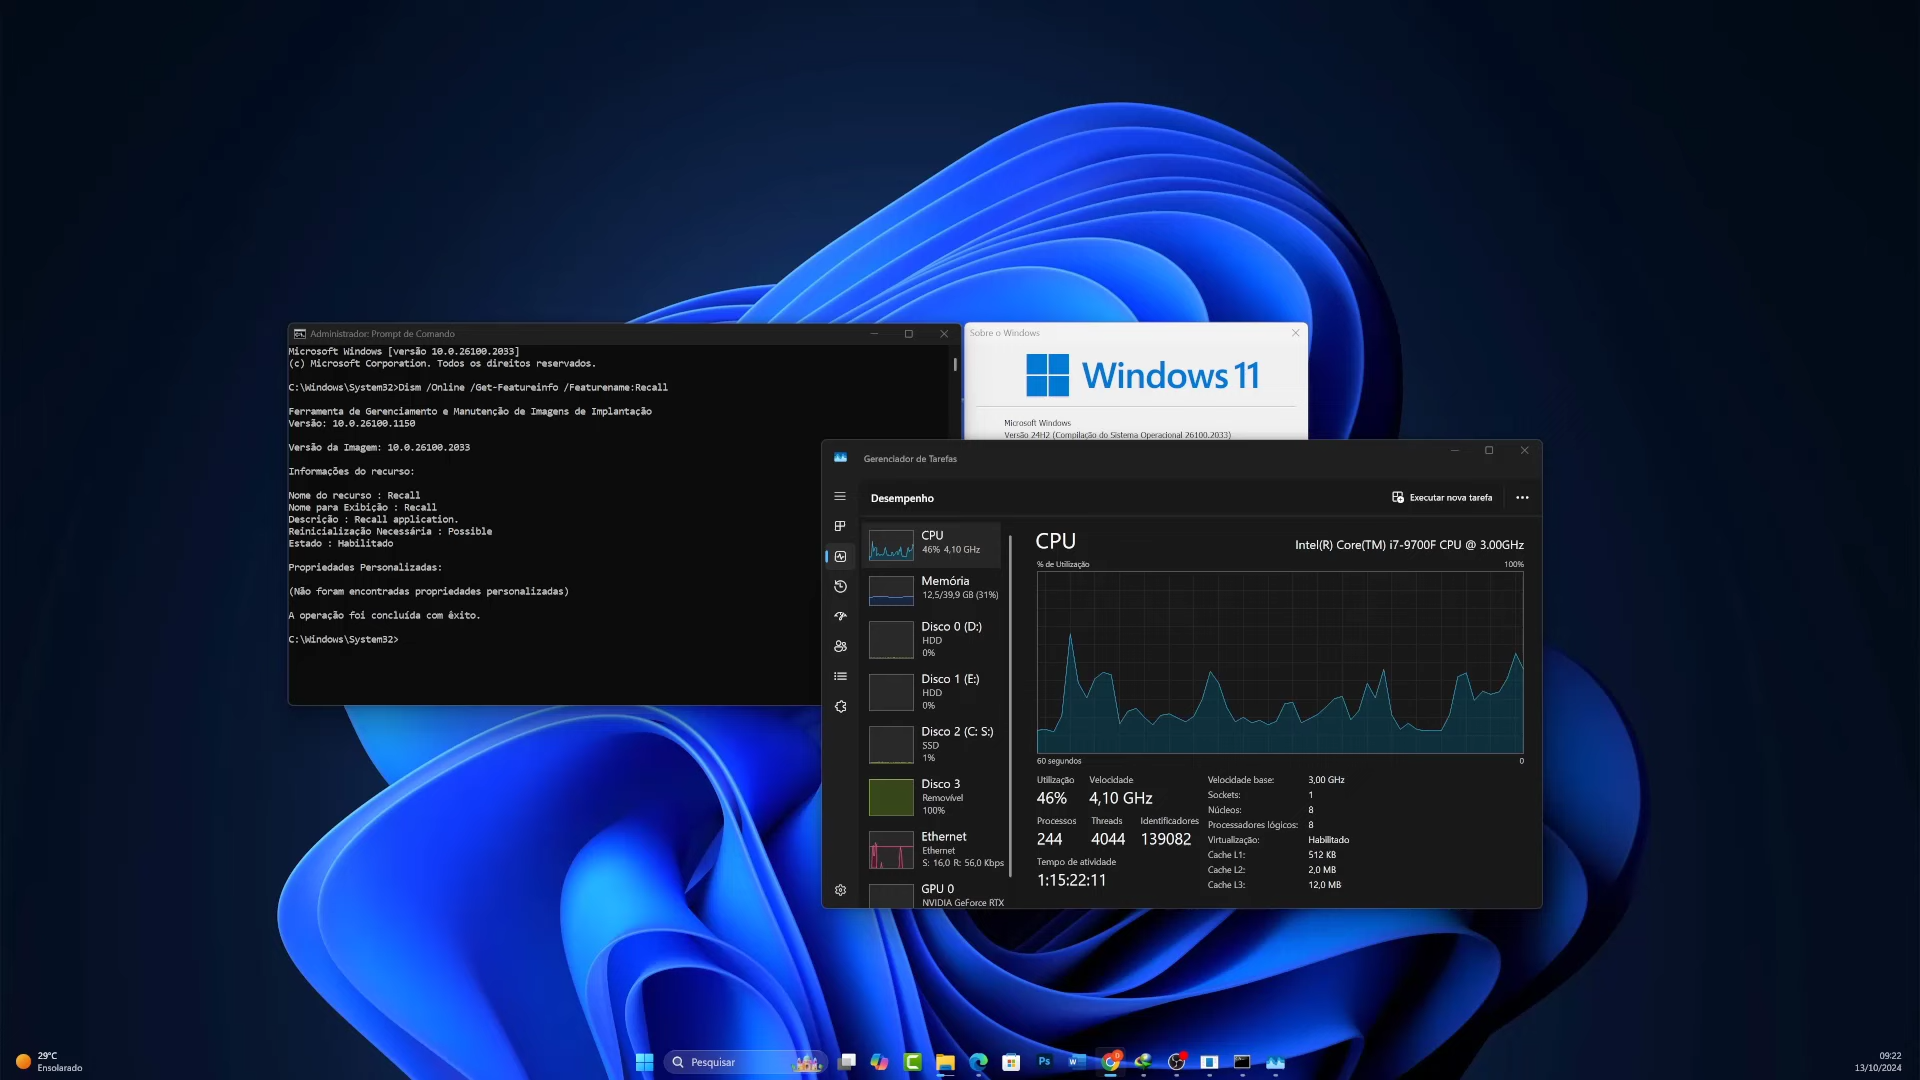 Administrador: Prompt de Comando
Microsoft Windows [versão 10.0.26100.2033]
(c) Microsoft Corporation. Todos os direitos reservados.
C:\Windows\System32>Dism /Online /Get-Featureinfo /Featurename:Recall
Ferramenta de Gerenciamento e Manutenção de Imagens de Implantação
Versão: 10.0.26100.1150
Versão da Imagem: 10.0.26100.2033
Informações do recurso:
Nome do recurso : Recall
Nome para Exibição : Recall
Descrição : Recall application.
Reinicialização Necessária : Possible
Estado : Habilitado
Propriedades Personalizadas:
(Não foram encontradas propriedades personalizadas)
A operação foi concluída com êxito.
C:\Windows\System32>
Sobre o Windows
Windows 11
Microsoft Windows
Versão 24H2 (Compilação do Sistema Operacional 26100.2033)
Gerenciador de Tarefas
Desempenho
Executar nova tarefa
CPU
46% 4,10 GHz
Memória
12,5/39,9 GB (31%)
Disco 0 (D:)
HDD
0%
Disco 1 (E:)
HDD
0%
Disco 2 (C: S:)
SSD
1%
Disco 3
Removível
100%
Ethernet
Ethernet
S: 16,0 R: 56,0 Kbps
GPU 0
NVIDIA GeForce RTX
CPU
Intel(R) Core(TM) i7-9700F CPU @ 3.00GHz
% de Utilização 100%
60 segundos 0
Utilização Velocidade
46% 4,10 GHz
Processos Threads Identificadores
244 4044 139082
Tempo de atividade
1:15:22:11
Velocidade base: 3,00 GHz
Sockets: 1
Núcleos: 8
Processadores lógicos: 8
Virtualização: Habilitado
Cache L1: 512 KB
Cache L2: 2,0 MB
Cache L3: 12,0 MB
29°C
Ensolarado
Pesquisar
Ps
W
09:22
13/10/2024